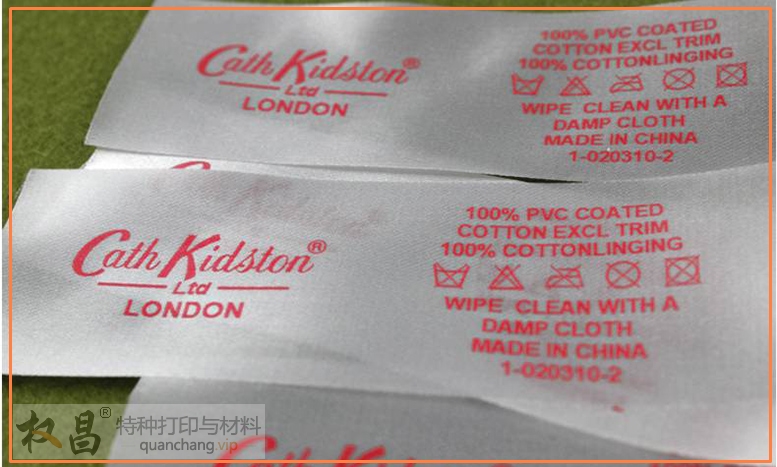 Cath Kidston®
Ltd
LONDON
100% PVC COATED
COTTON EXCL TRIM
100% COTTONLINGING
WIPE CLEAN WITH A
DAMP CLOTH
MADE IN CHINA
1-020310-2
Cath Kidston®
Ltd
LONDON
100% PVC COATED
COTTON EXCL TRIM
100% COTTONLINGING
WIPE CLEAN WITH A
DAMP CLOTH
MADE IN CHINA
1-020310-2
权昌® 特种打印与材料
quanchang.vip